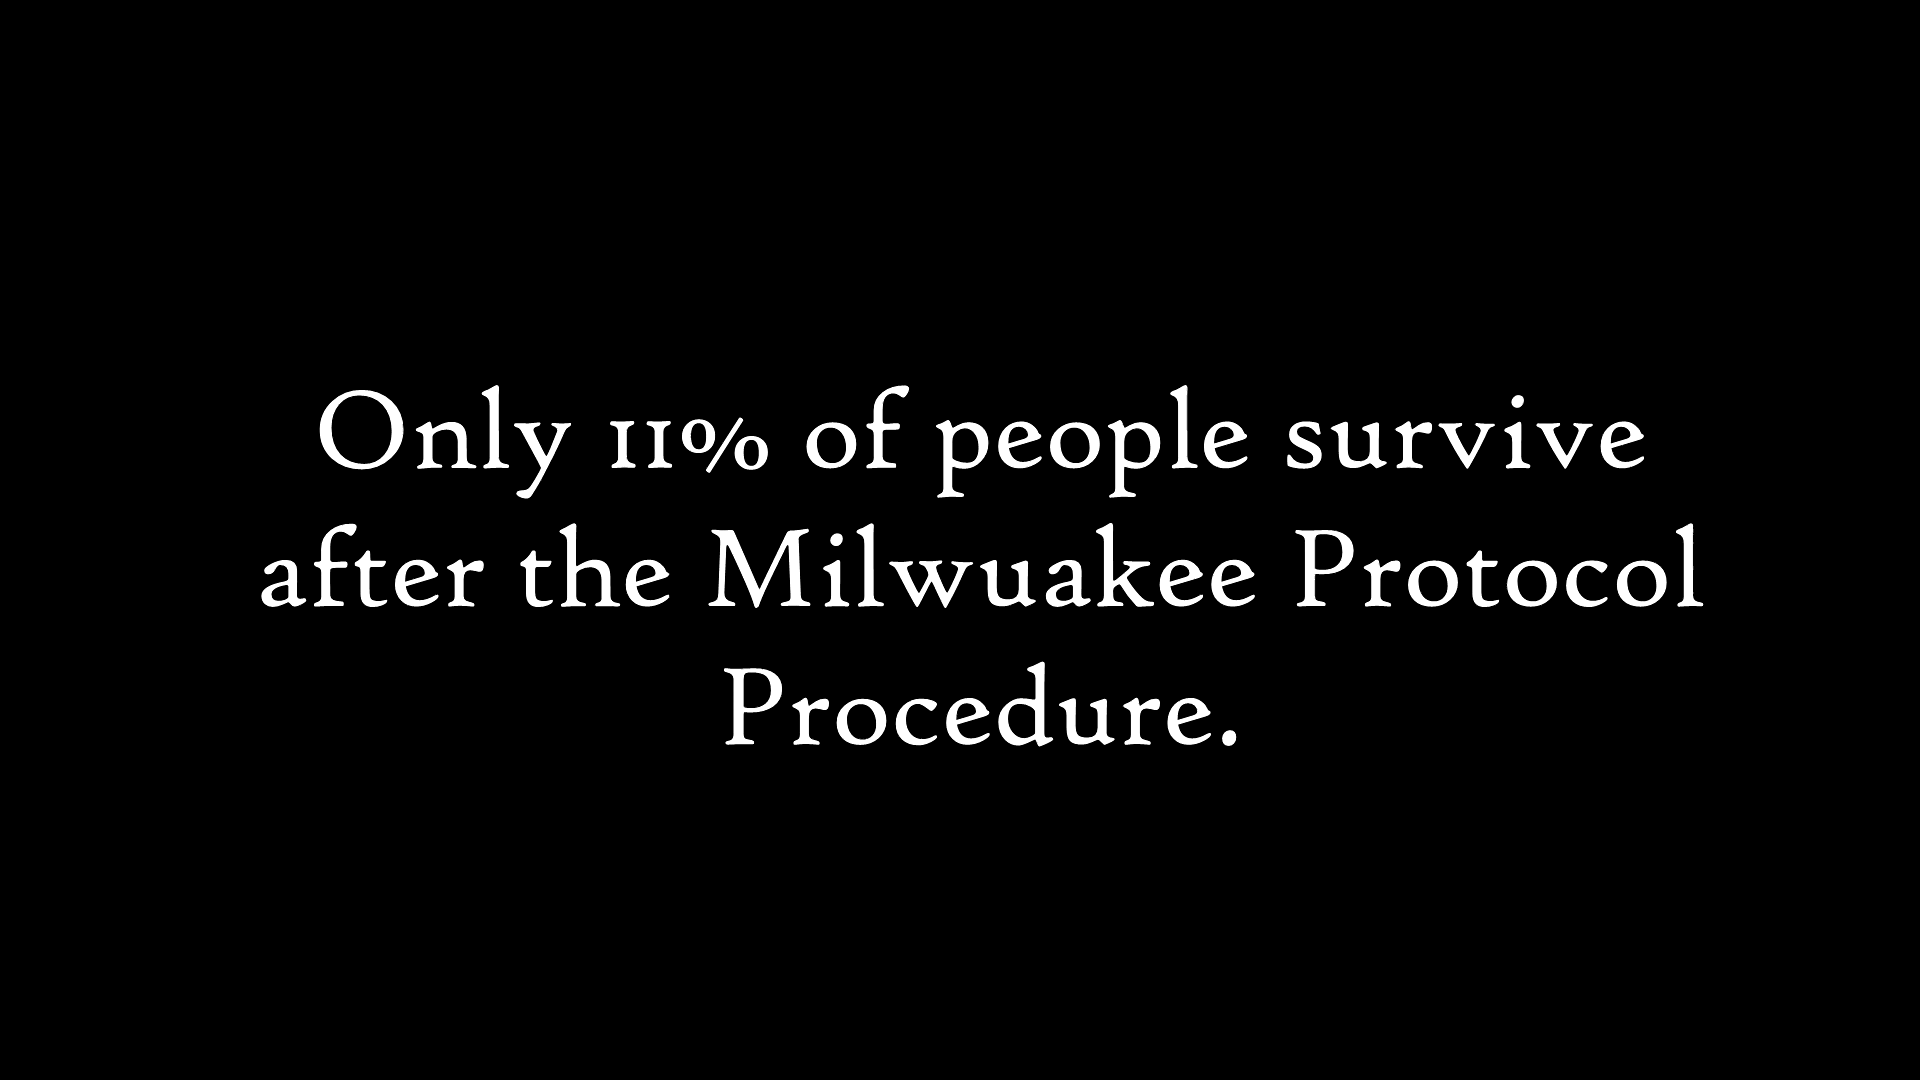 Only 11% of people survive
after the Milwuakee Protocol
Procedure.